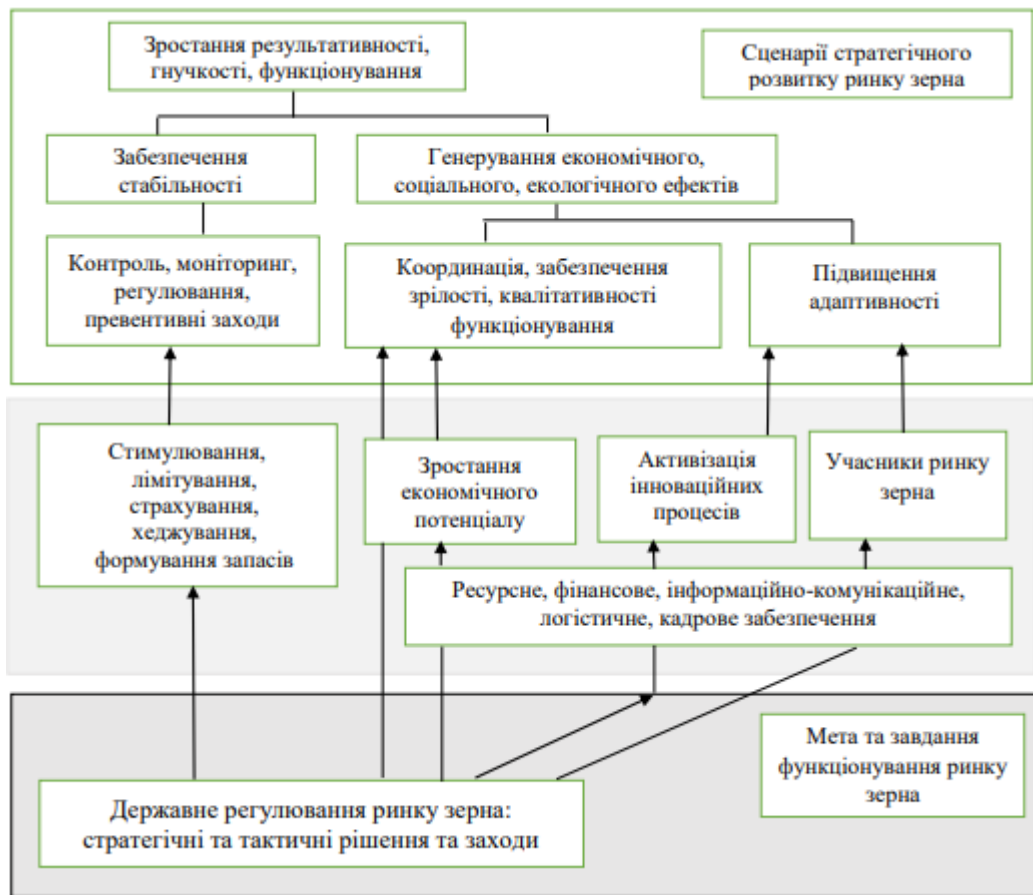 Зростання результативності,
гнучкості, функціонування
Сценарії стратегічного
розвитку ринку зерна
Забезпечення
стабільності
Генерування економічного,
соціального, екологічного ефектів
Контроль, моніторинг,
регулювання,
превентивні заходи
Координація, забезпечення
зрілості, квалітативності
функціонування
Підвищення
адаптивності
Стимулювання,
лімітування,
страхування,
хеджування,
формування запасів
Зростання
економічного
потенціалу
Активізація
інноваційних
процесів
Учасники ринку
зерна
Ресурсне, фінансове, інформаційно-комунікаційне,
логістичне, кадрове забезпечення
Мета та завдання
функціонування ринку
зерна
Державне регулювання ринку зерна:
стратегічні та тактичні рішення та заходи